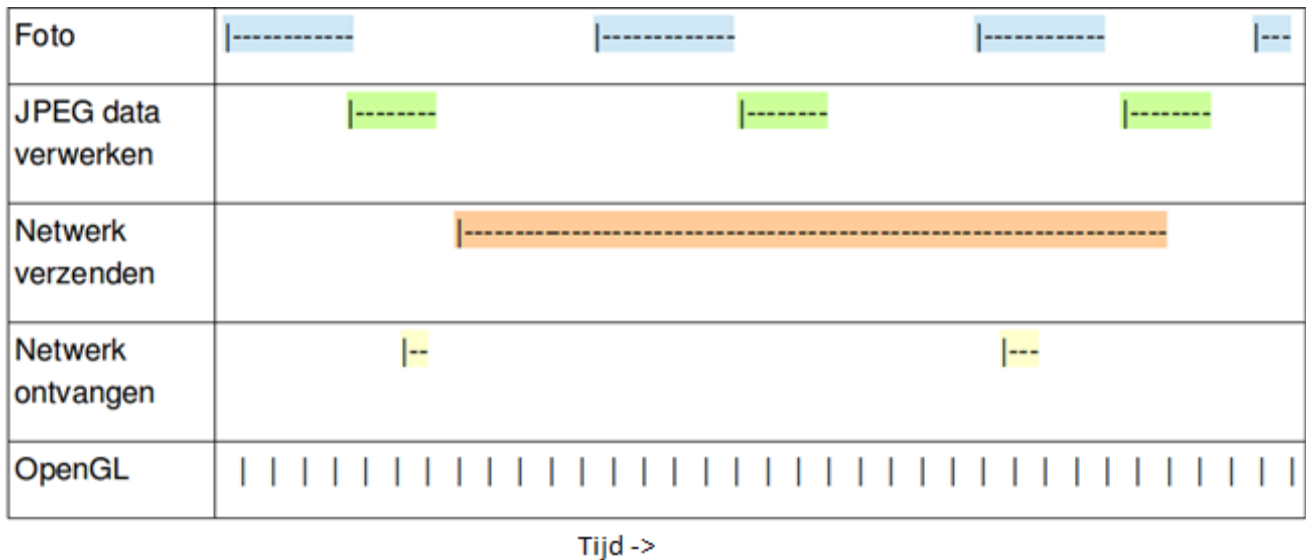 Foto |------------ |------------- |------------ |---
JPEG data |-------- |-------- |--------
verwerken
Netwerk |--------------------------------------------------------------------
verzenden
Netwerk |-- |---
ontvangen
OpenGL | | | | | | | | | | | | | | | | | | | | | | | | | | | | | | | | | | |
Tijd ->